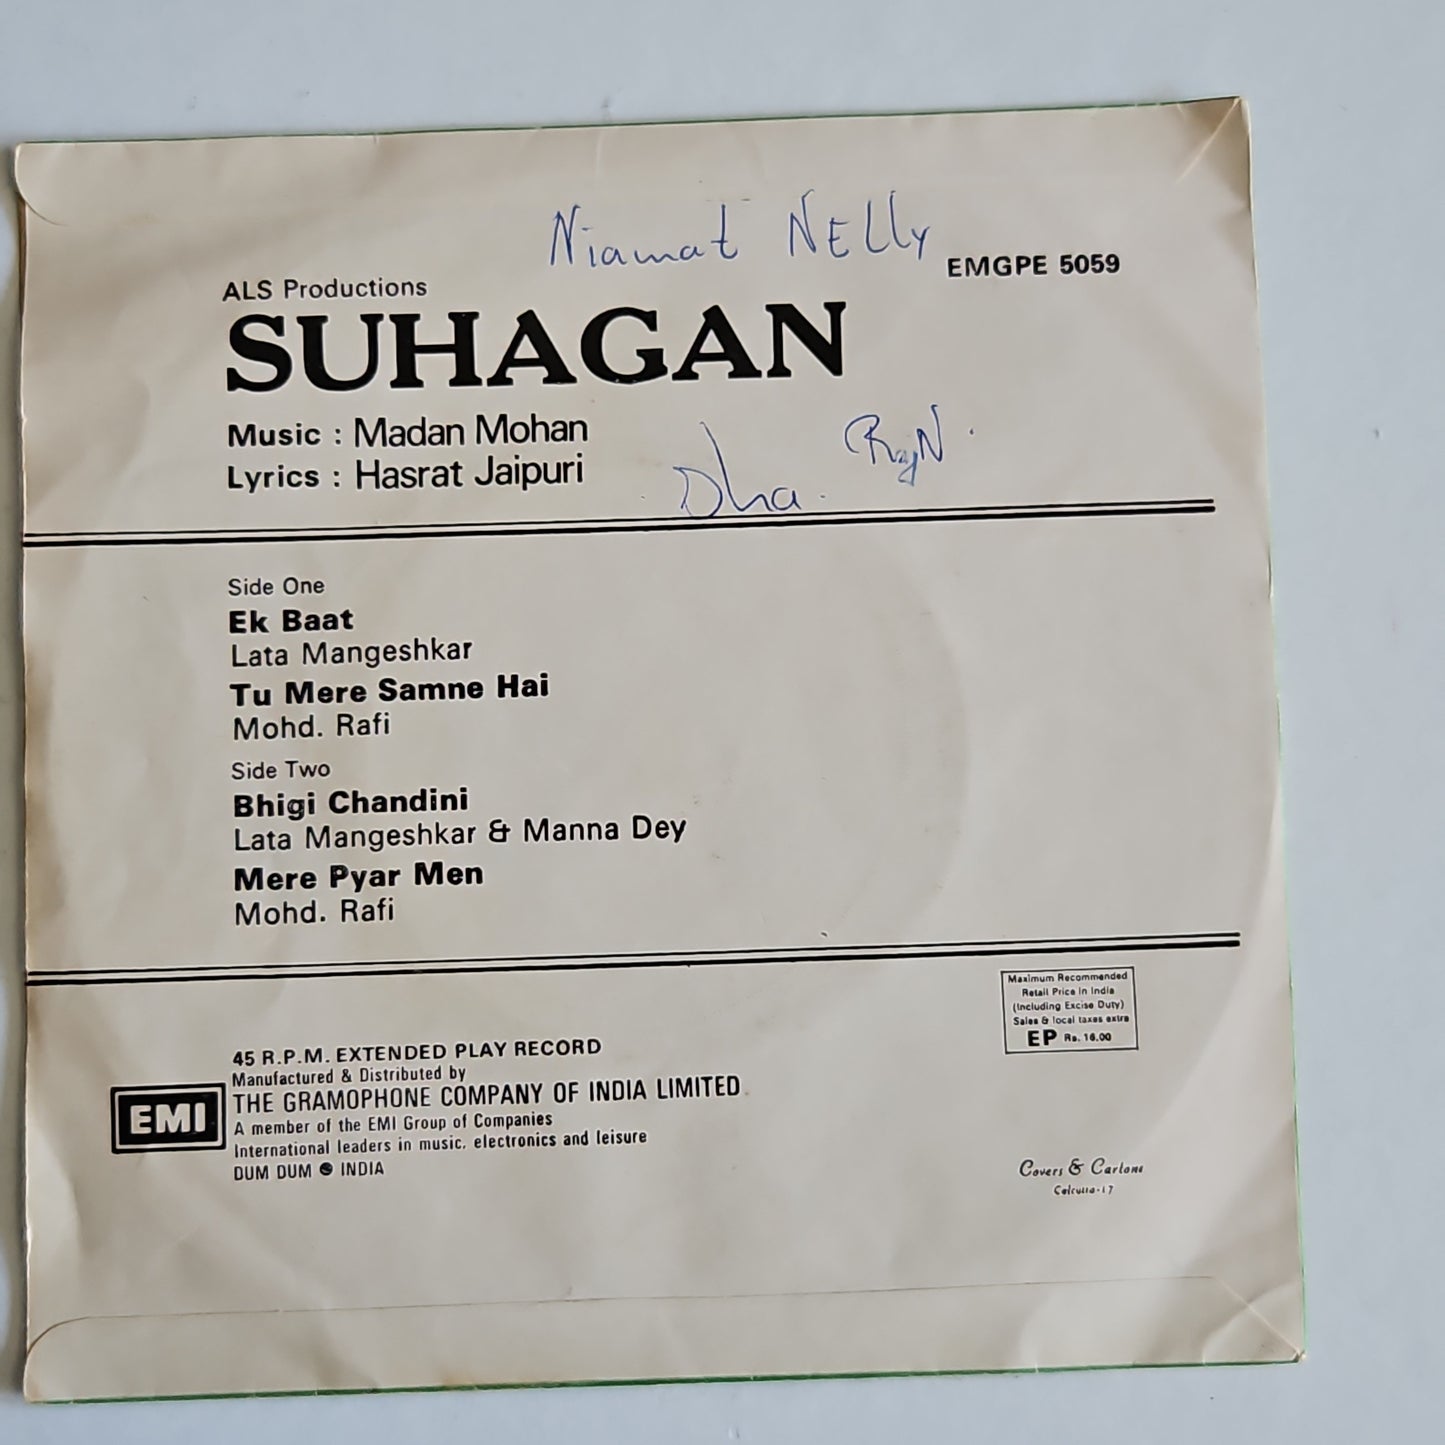 Niamat NELLY
EMGPE 5059
ALS Productions
SUHAGAN
Music : Madan Mohan
Lyrics : Hasrat Jaipuri
Dha.
Side One
Ek Baat
Lata Mangeshkar
Tu Mere Samne Hai
Mohd. Rafi
Side Two
Bhigi Chandini
Lata Mangeshkar & Manna Dey
Mere Pyar Men
Mohd. Rafi
Maximum Recommended
Retail Price in India
(Including Excise Duty)
Sales & local taxes extra
EP Rs. 16.00
45 R.P.M. EXTENDED PLAY RECORD
Manufactured & Distributed by
THE GRAMOPHONE COMPANY OF INDIA LIMITED
A member of the EMI Group of Companies
International leaders in music, electronics and leisure
DUM DUM ● INDIA
EMI
Covers & Cartons
Calcutta-17